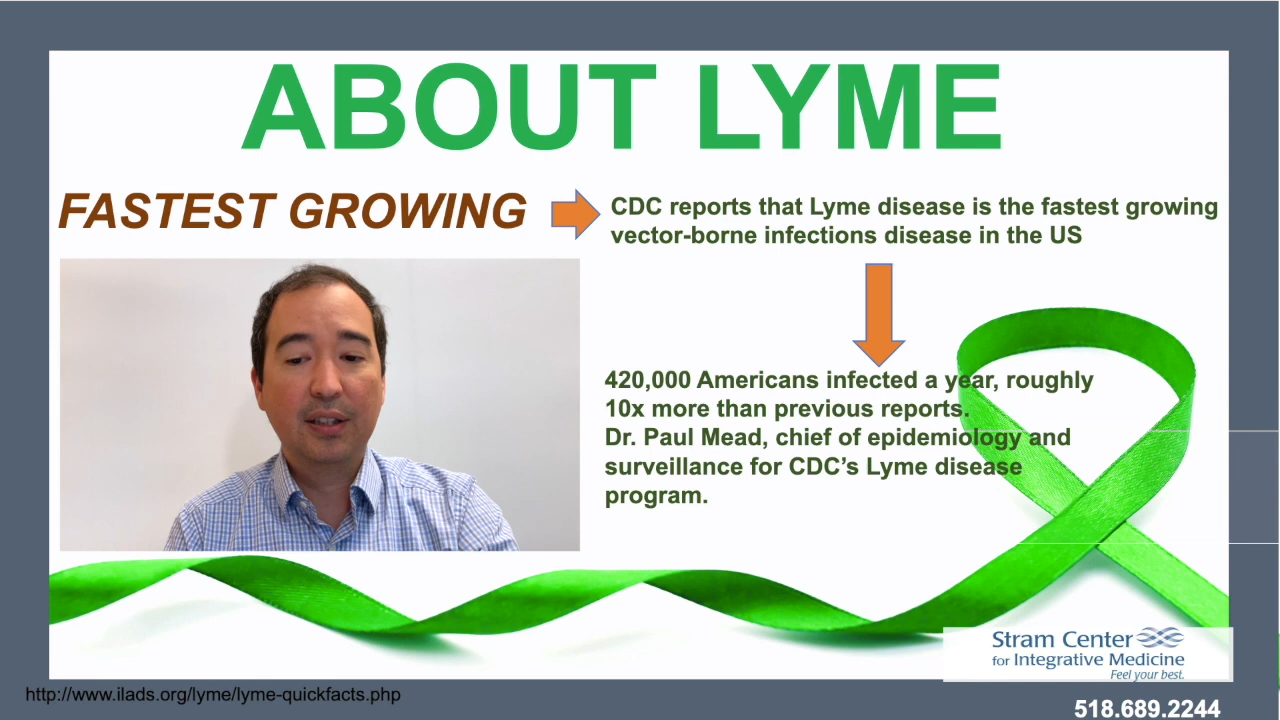 ABOUT LYME
FASTEST GROWING
CDC reports that Lyme disease is the fastest growing
vector-borne infections disease in the US
420,000 Americans infected a year, roughly
10x more than previous reports.
Dr. Paul Mead, chief of epidemiology and
surveillance for CDC’s Lyme disease
program.
Stram Center
for Integrative Medicine
Feel your best.
http://www.ilads.org/lyme/lyme-quickfacts.php
518.689.2244